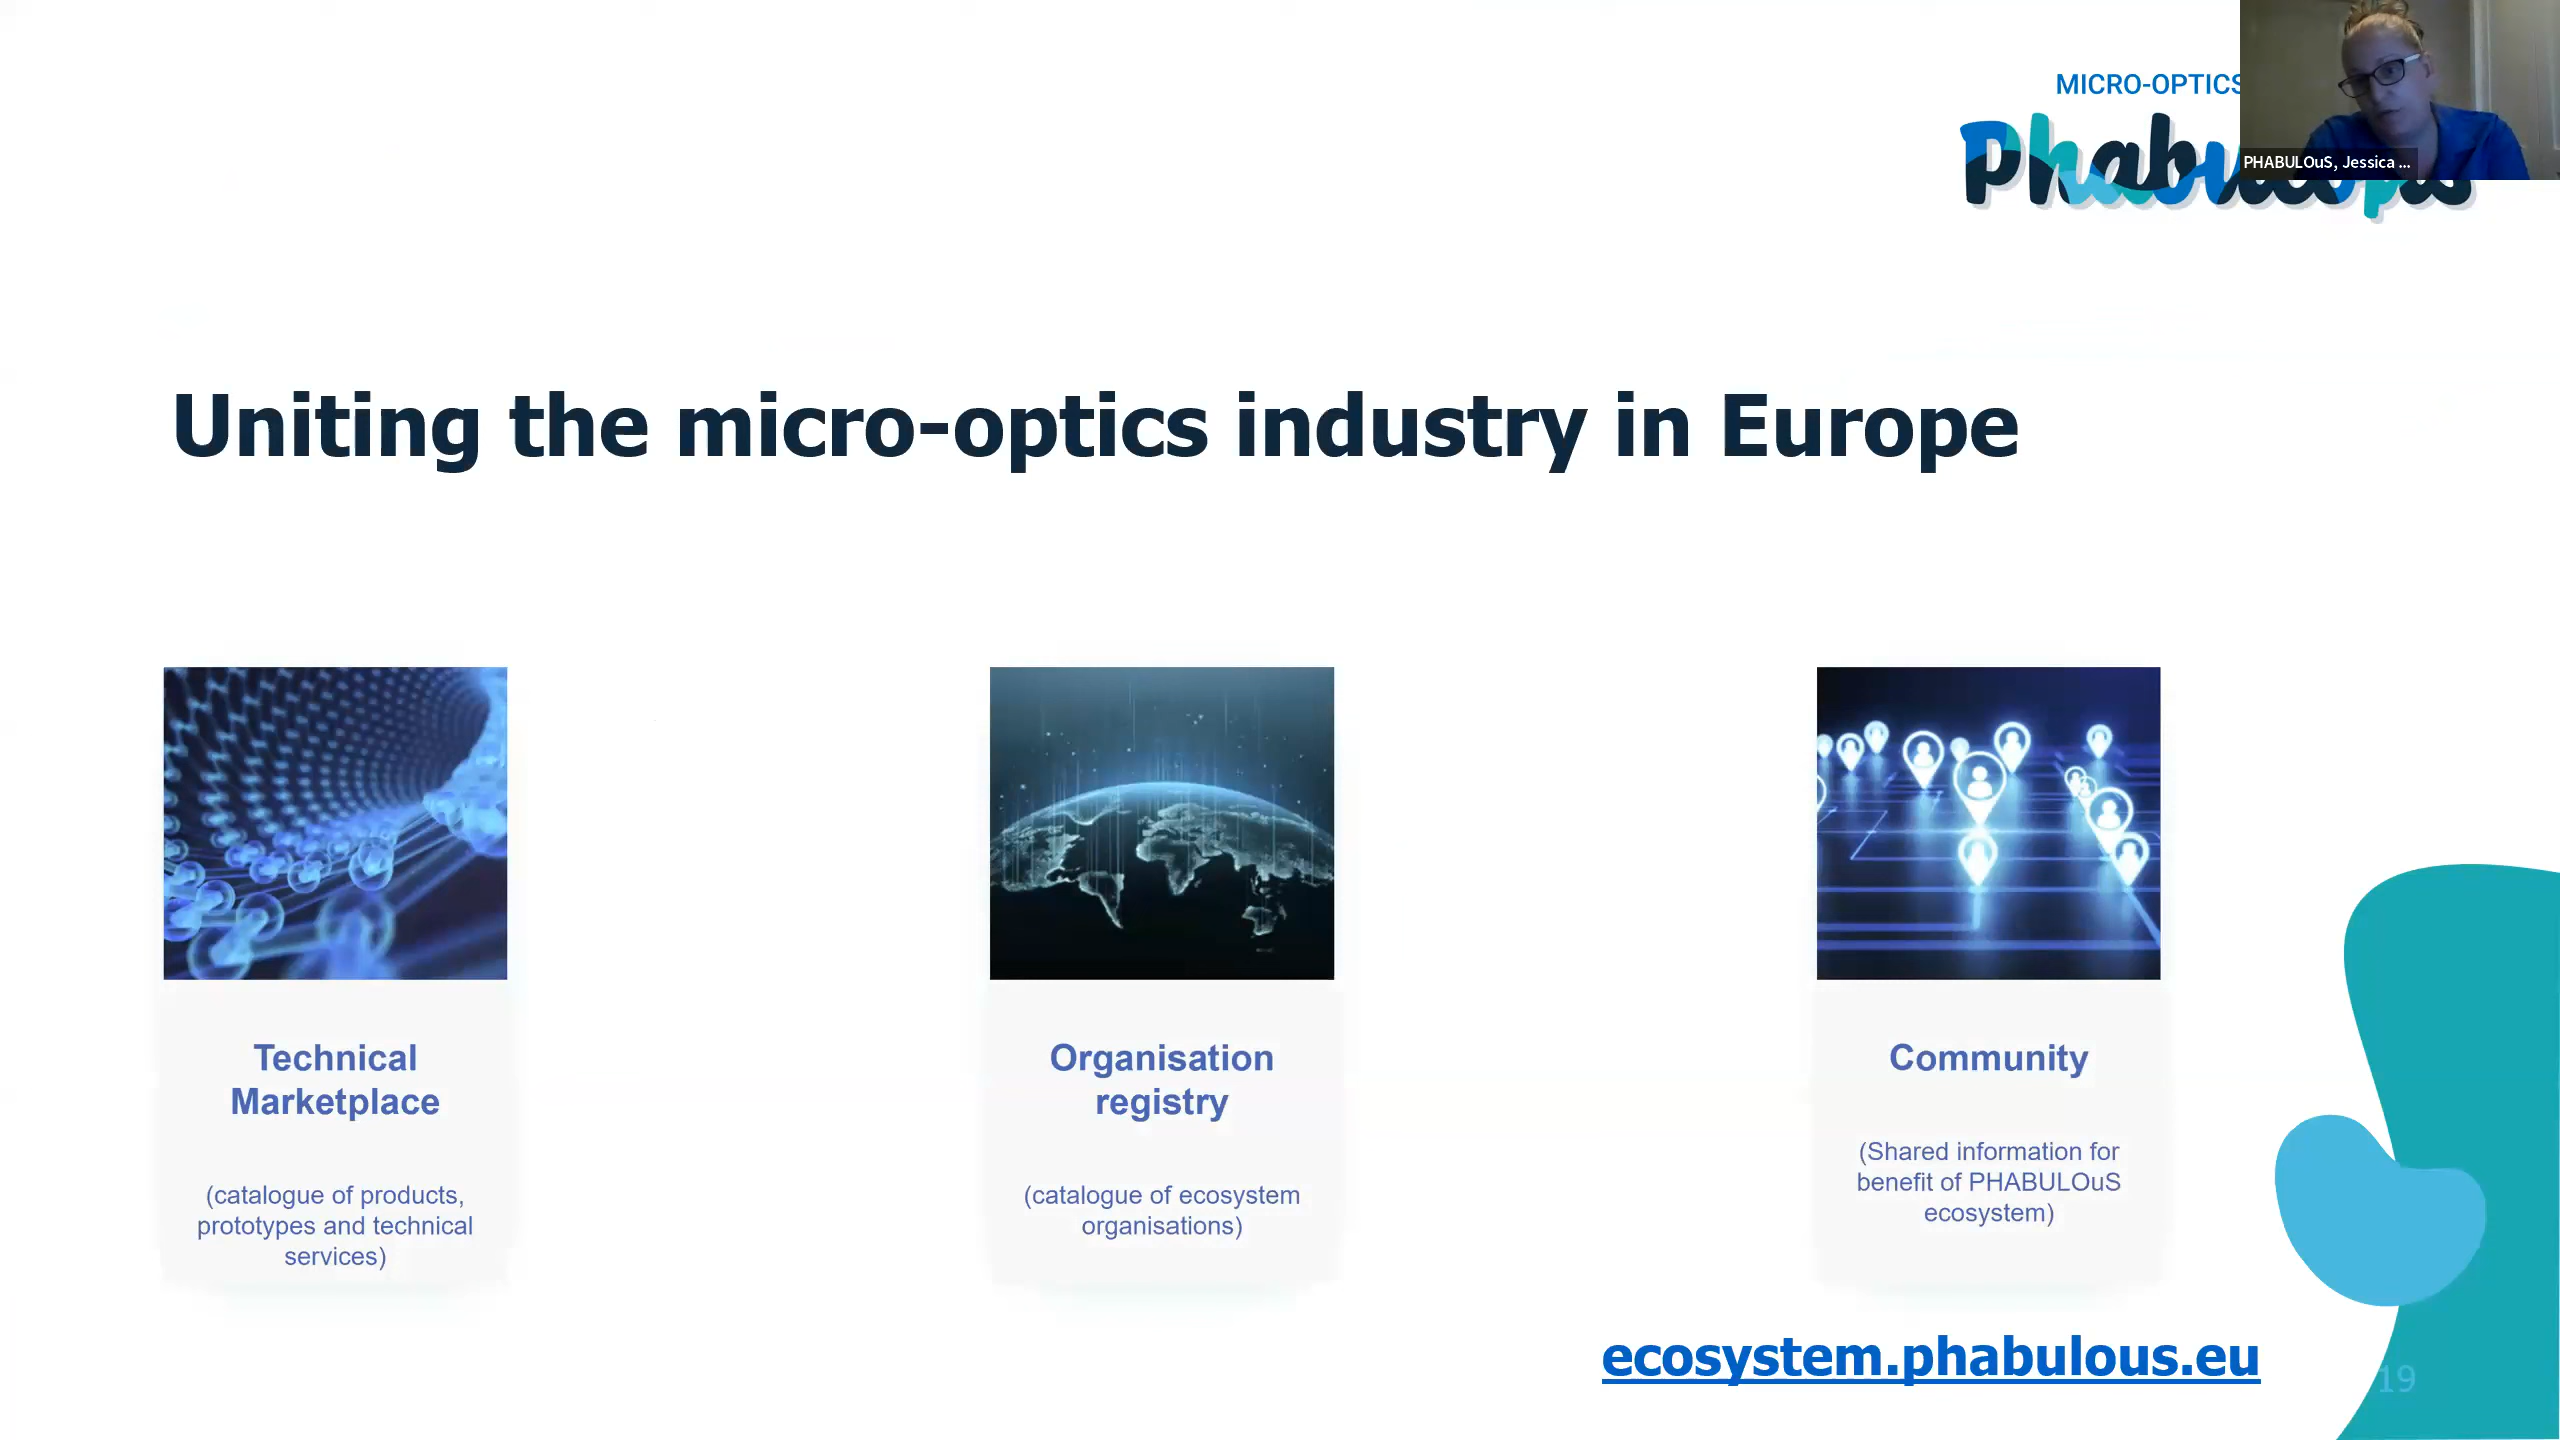 MICRO-OPTICS
PHABULOuS, Jessica ...
Uniting the micro-optics industry in Europe
Technical
Marketplace
(catalogue of products,
prototypes and technical
services)
Organisation
registry
(catalogue of ecosystem
organisations)
Community
(Shared information for
benefit of PHABULOuS
ecosystem)
ecosystem.phabulous.eu
19